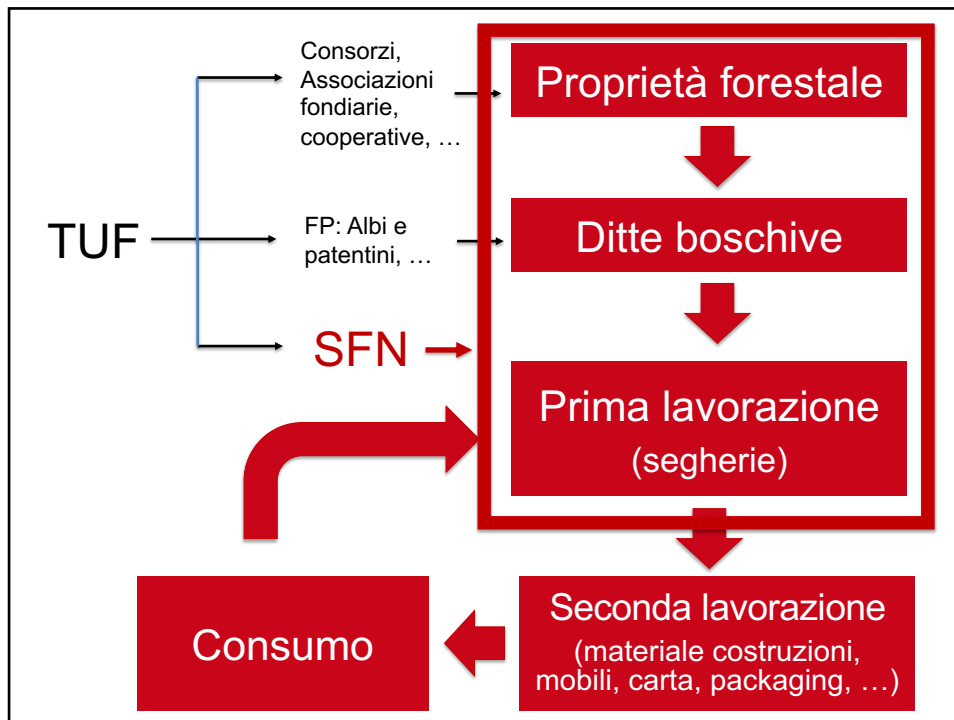 Consorzi,
Associazioni
fondiarie,
cooperative, …
Proprietà forestale
TUF
FP: Albi e
patentini, …
Ditte boschive
SFN
Prima lavorazione
(segherie)
Consumo
Seconda lavorazione
(materiale costruzioni,
mobili, carta, packaging, …)